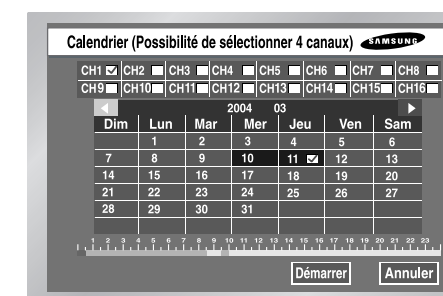 Calendrier (Possibilité de sélectionner 4 canaux) SAMSUNG
CH1 CH2 CH3 CH4 CH5 CH6 CH7 CH8
CH9 CH10 CH11 CH12 CH13 CH14 CH15 CH16
2004 03
Dim Lun Mar Mer Jeu Ven Sam
1 2 3 4 5 6
7 8 9 10 11 12 13
14 15 16 17 18 19 20
21 22 23 24 25 26 27
28 29 30 31
1 2 3 4 5 6 7 8 9 10 11 12 13 14 15 16 17 18 19 20 21 22 23
Démarrer Annuler